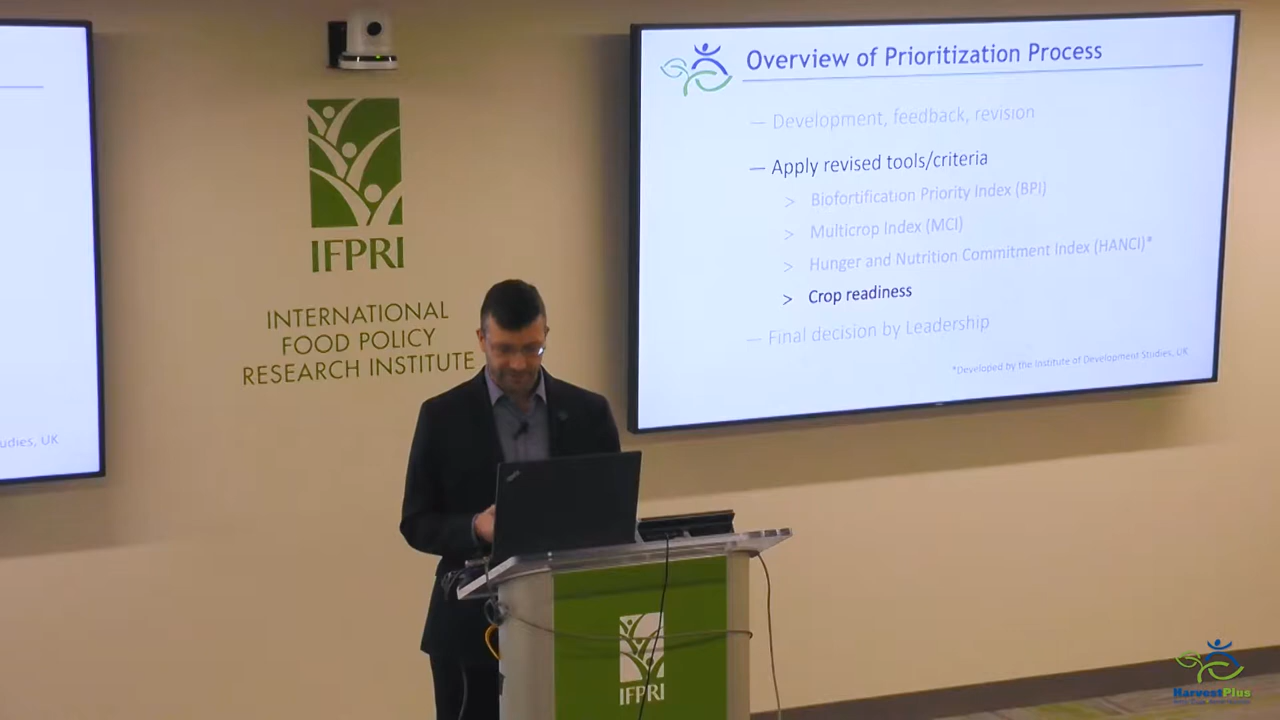 Overview of Prioritization Process
— Development, feedback, revision
— Apply revised tools/criteria
> Biofortification Priority Index (BPI)
> Multicrop Index (MCI)
> Hunger and Nutrition Commitment Index (HANCI)*
> Crop readiness
— Final decision by Leadership
*Developed by the Institute of Development Studies, UK
udies, UK
IFPRI
INTERNATIONAL
FOOD POLICY
RESEARCH INSTITUTE
IFPRI
HarvestPlus